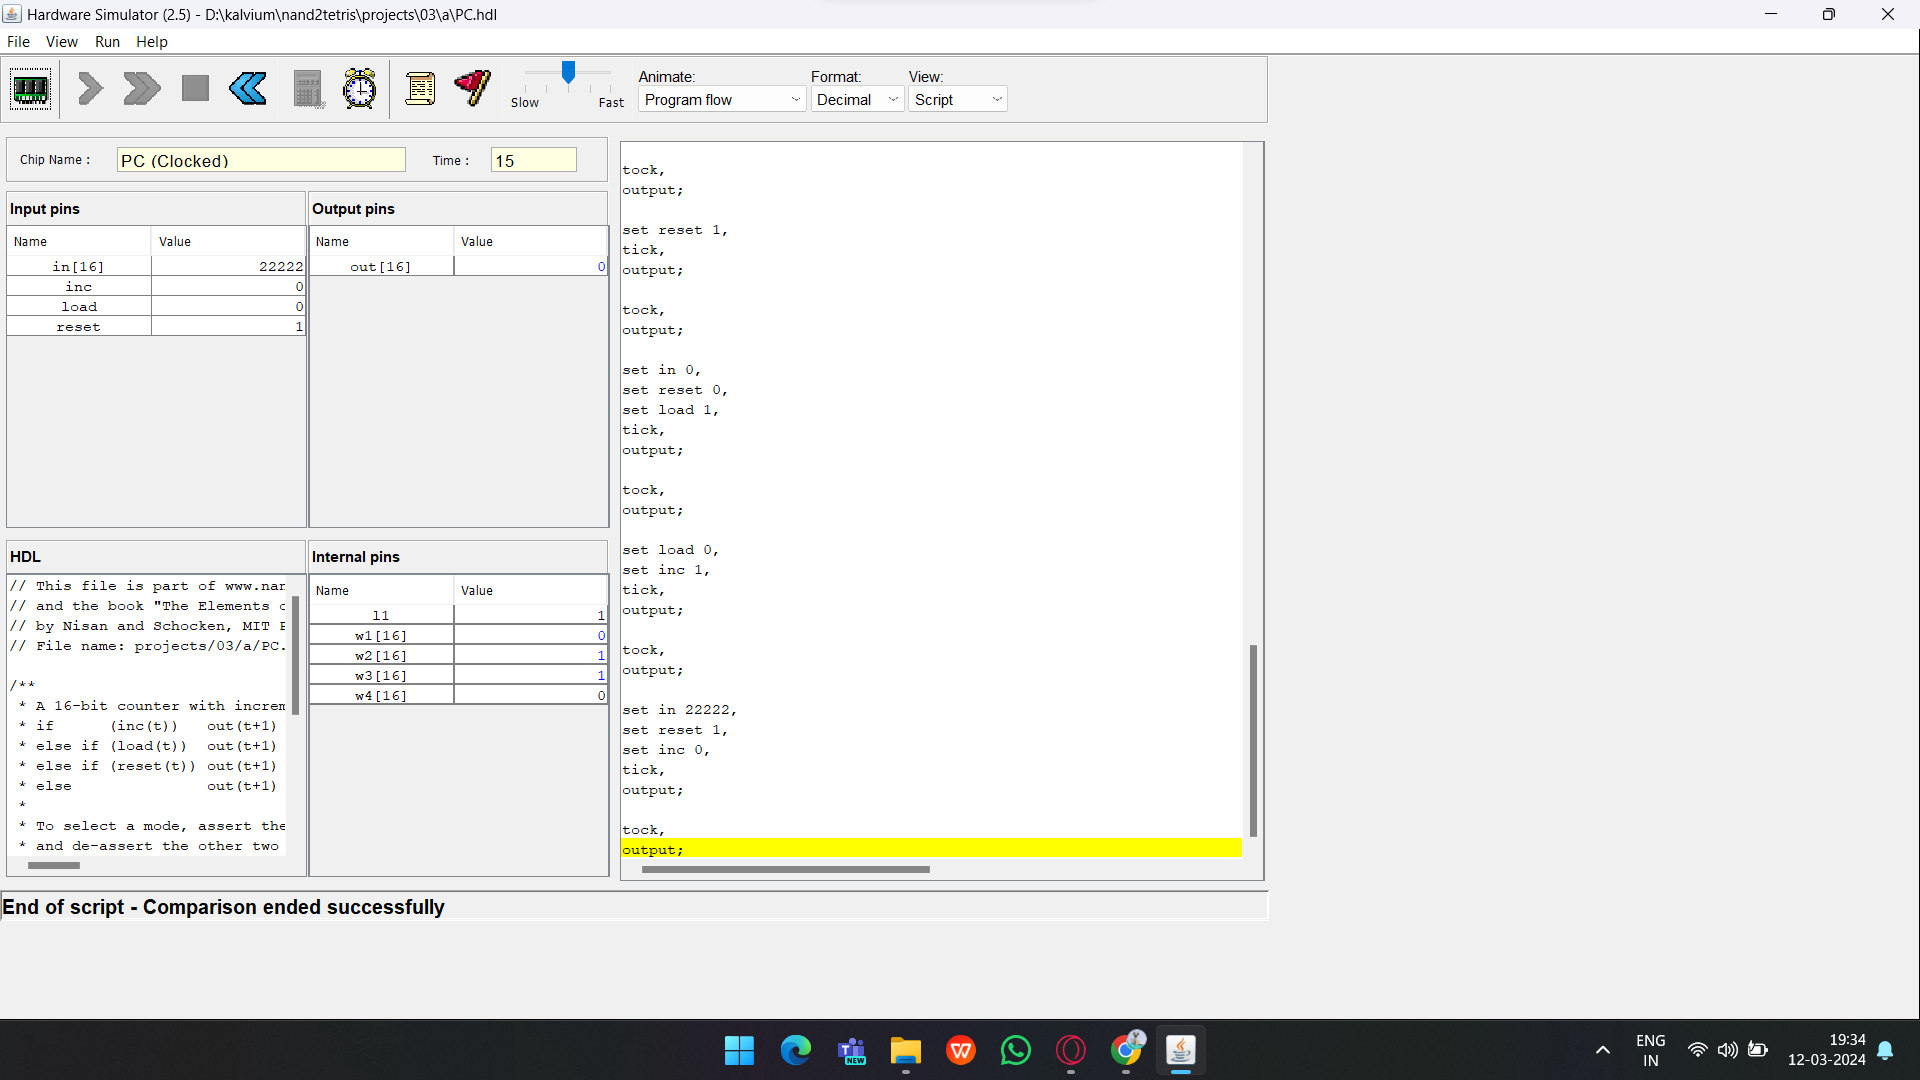 Hardware Simulator (2.5) - D:\kalvium\nand2tetris\projects\03\a\PC.hdl
File View Run Help
Slow Fast
Animate: Format: View:
Program flow Decimal Script
Chip Name : PC (Clocked) Time : 15
Input pins
Name Value
in[16] 22222
inc 0
load 0
reset 1
Output pins
Name Value
out[16] 0
HDL
// This file is part of www.nan
// and the book "The Elements o
// by Nisan and Schocken, MIT P
// File name: projects/03/a/PC.
/**
* A 16-bit counter with increm
* if (inc(t)) out(t+1)
* else if (load(t)) out(t+1)
* else if (reset(t)) out(t+1)
* else out(t+1)
*
* To select a mode, assert the
* and de-assert the other two
Internal pins
Name Value
l1 1
w1[16] 0
w2[16] 1
w3[16] 1
w4[16] 0
tock,
output;
set reset 1,
tick,
output;
tock,
output;
set in 0,
set reset 0,
set load 1,
tick,
output;
tock,
output;
set load 0,
set inc 1,
tick,
output;
tock,
output;
set in 22222,
set reset 1,
set inc 0,
tick,
output;
tock,
output;
End of script - Comparison ended successfully
NEW
ENG
IN
19:34
12-03-2024